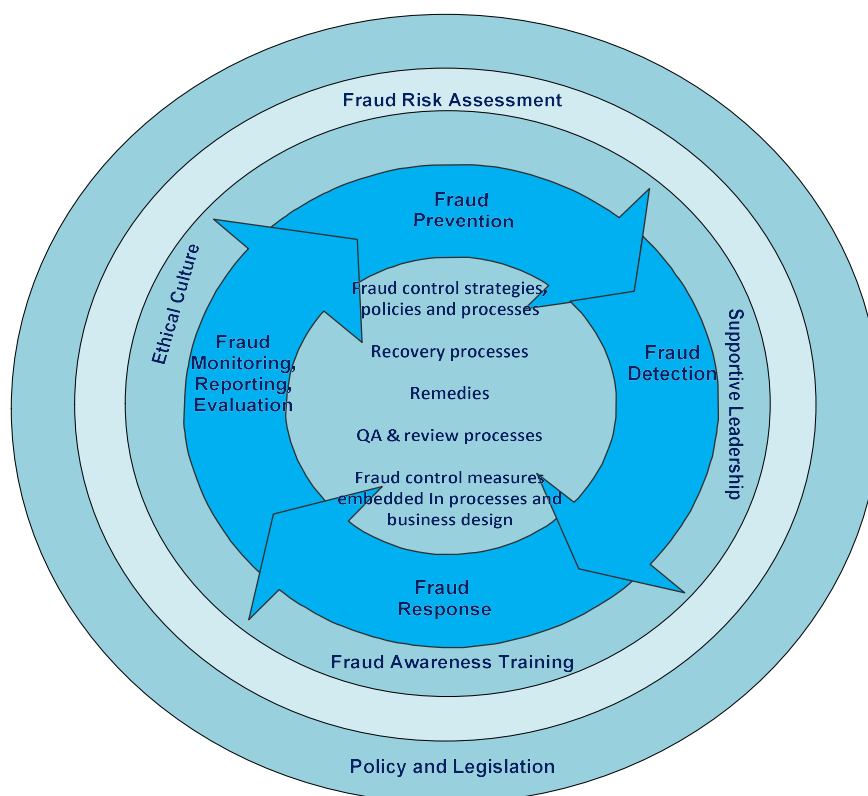 Fraud Risk Assessment
Fraud
Prevention
Ethical Culture
Fraud control strategies,
policies and processes
Recovery processes
Remedies
QA & review processes
Fraud control measures
embedded In processes and
business design
Fraud
Monitoring,
Reporting,
Evaluation
Fraud
Detection
Supportive Leadership
Fraud
Response
Fraud Awareness Training
Policy and Legislation